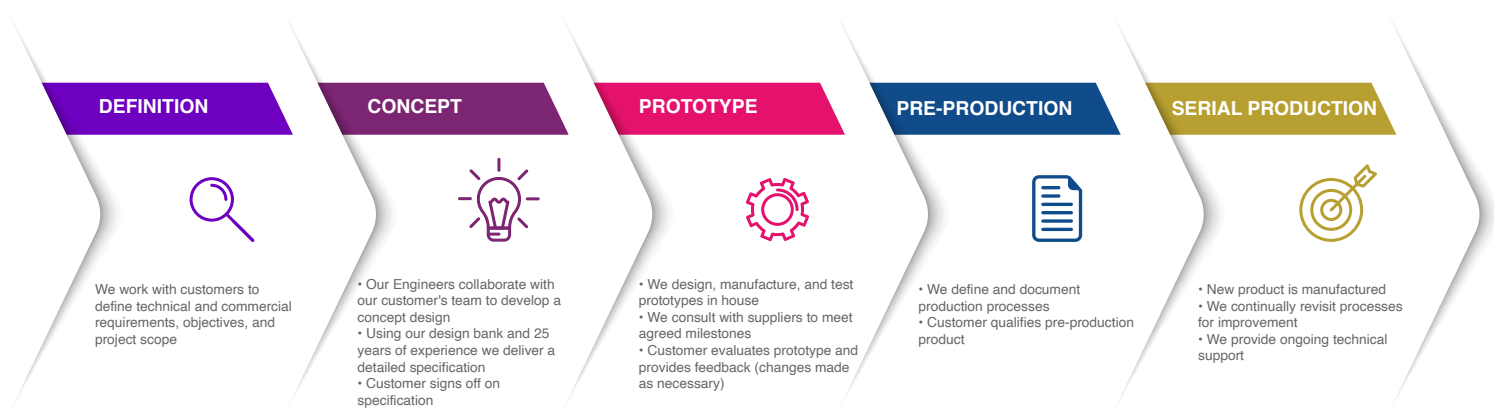 DEFINITION
We work with customers to
define technical and commercial
requirements, objectives, and
project scope
CONCEPT
• Our Engineers collaborate with
our customer's team to develop a
concept design
• Using our design bank and 25
years of experience we deliver a
detailed specification
• Customer signs off on
specification
PROTOTYPE
• We design, manufacture, and test
prototypes in house
• We consult with suppliers to meet
agreed milestones
• Customer evaluates prototype and
provides feedback (changes made
as necessary)
PRE-PRODUCTION
• We define and document
production processes
• Customer qualifies pre-production
product
SERIAL PRODUCTION
• New product is manufactured
• We continually revisit processes
for improvement
• We provide ongoing technical
support